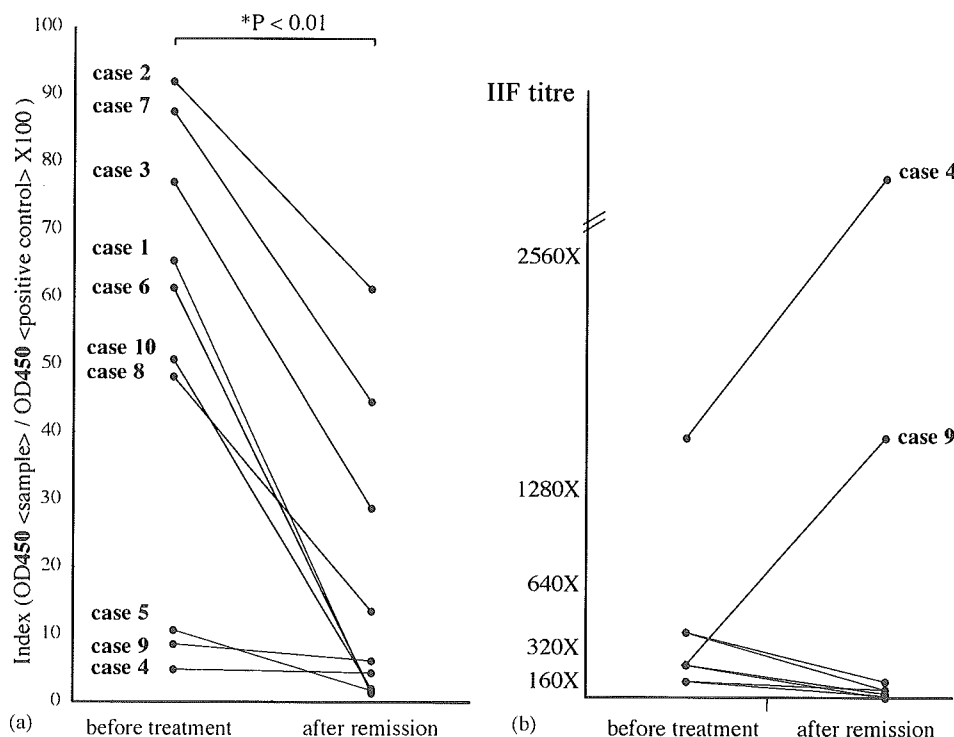 *P < 0.01
Index (OD450 <sample> / OD450 <positive control> X100)
100
90
80
70
60
50
40
30
20
10
0
case 2
case 7
case 3
case 1
case 6
case 10
case 8
case 5
case 9
case 4
(a)
before treatment
after remission
IIF titre
2560X
1280X
640X
320X
160X
case 4
case 9
(b)
before treatment
after remission